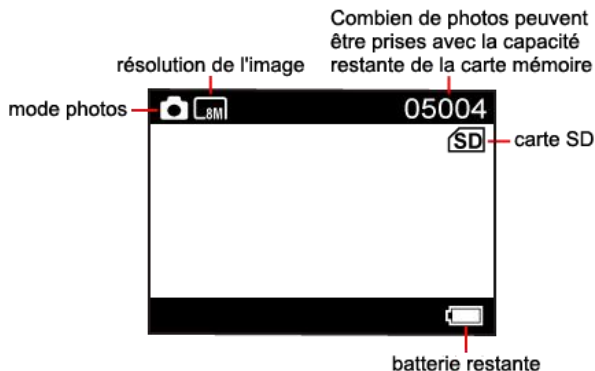 Combien de photos peuvent
être prises avec la capacité
restante de la carte mémoire
résolution de l'image
mode photos
8M
05004
SD
carte SD
batterie restante